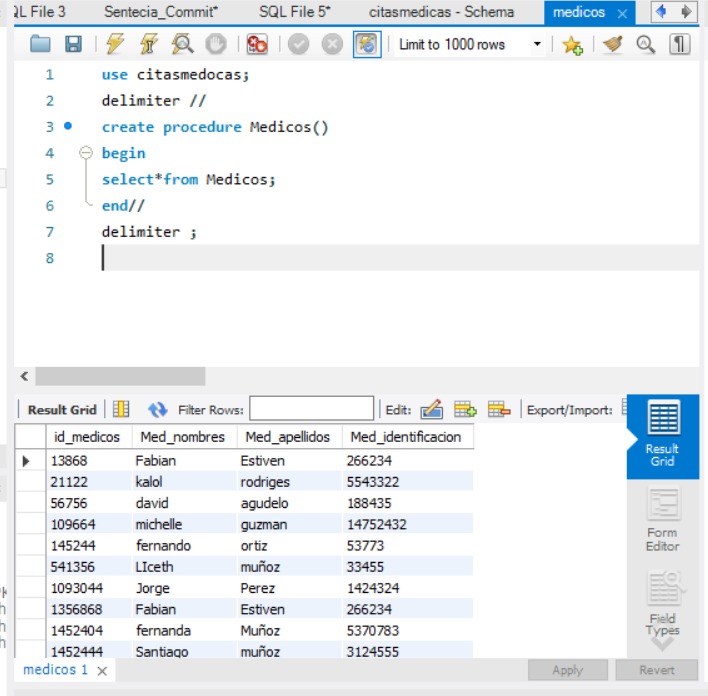 QL File 3 Sentecia_Commit* SQL File 5* citasmedicas - Schema medicos
Limit to 1000 rows
1 use citasmedocas;
2 delimiter //
3 create procedure Medicos()
4 begin
5 select*from Medicos;
6 end//
7 delimiter ;
8
Result Grid Filter Rows: Edit: Export/Import:
Result
Grid
Form
Editor
Field
Types
id_medicos Med_nombres Med_apellidos Med_identificacion
13868 Fabian Estiven 266234
21122 kalol rodriges 5543322
56756 david agudelo 188435
109664 michelle guzman 14752432
145244 fernando ortiz 53773
541356 LIceth muñoz 33455
1093044 Jorge Perez 1424324
1356868 Fabian Estiven 266234
1452404 fernanda Muñoz 5370783
1452444 Santiago muñoz 3124555
medicos 1 Apply Revert